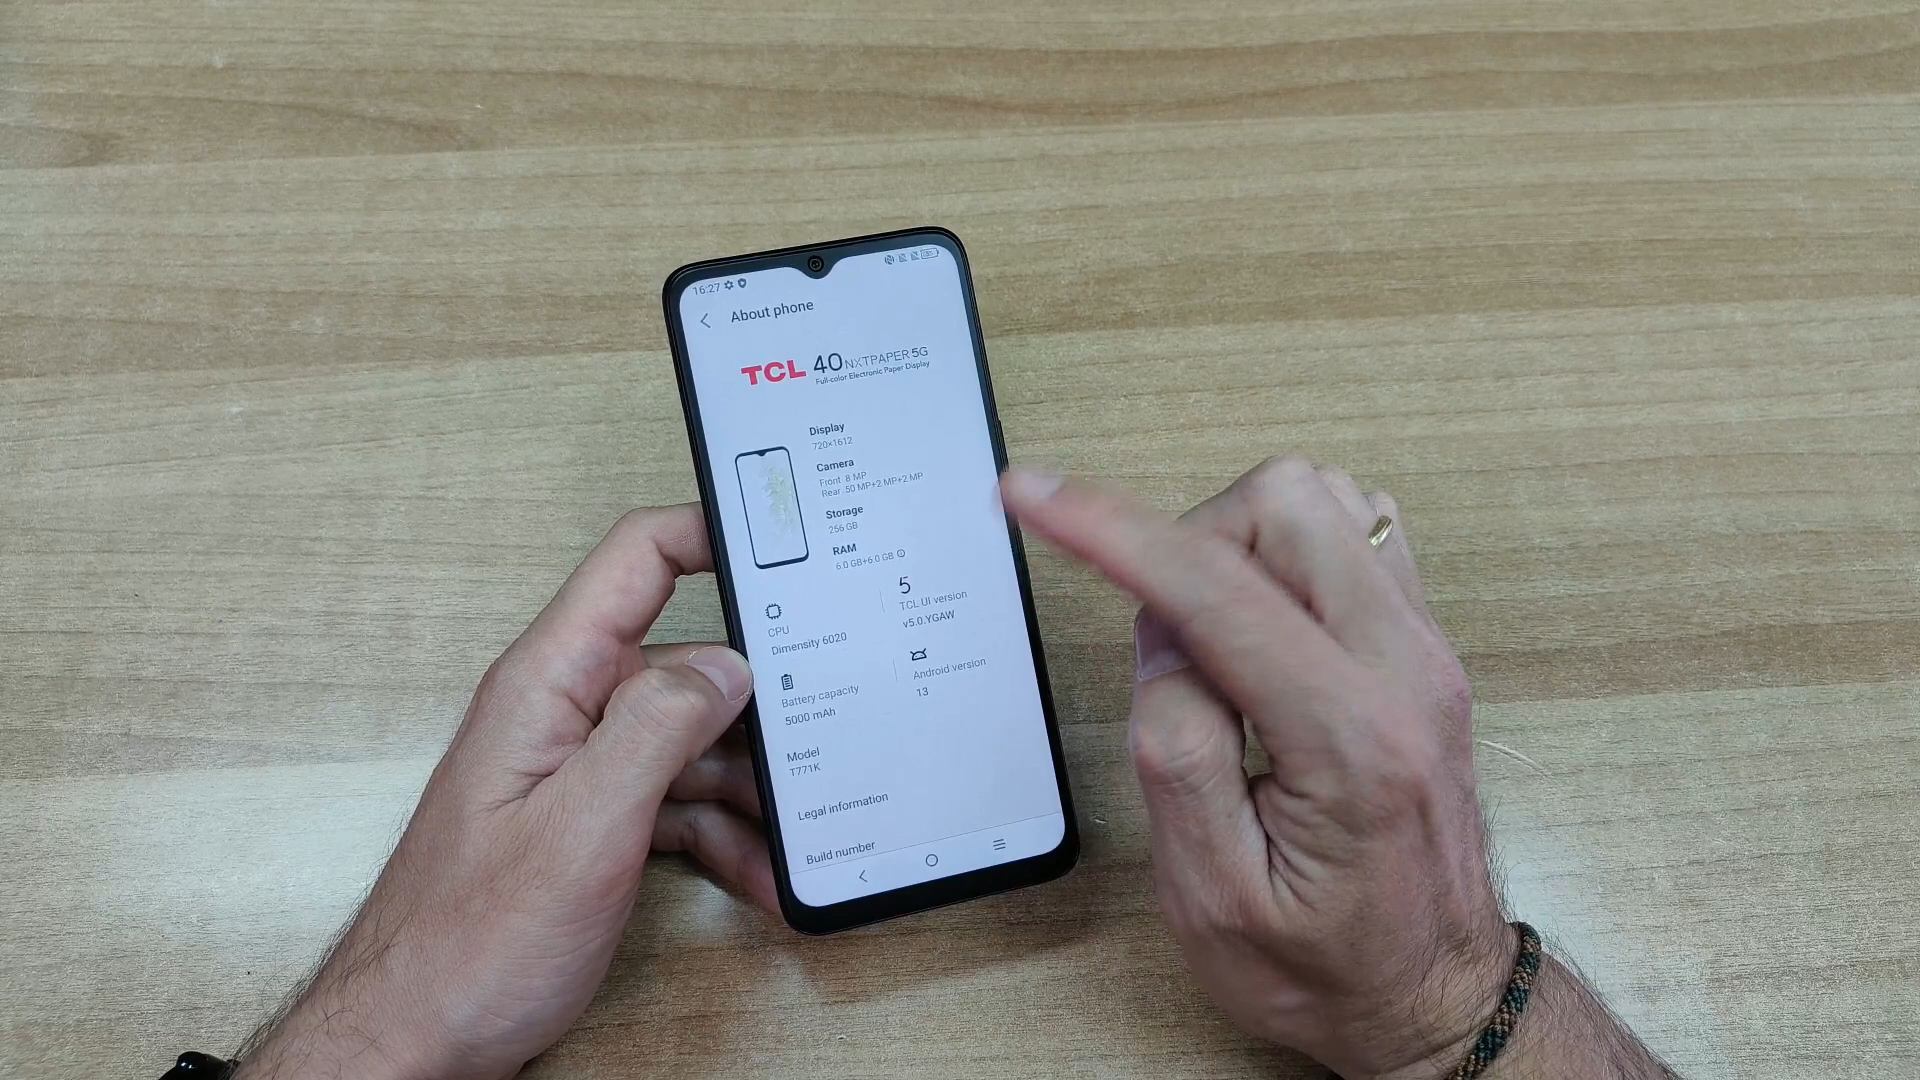 16:27
About phone
TCL 40 NXTPAPER 5G
Full-color Electronic Paper Display
Display
720×1612
Camera
Front 8 MP
Rear 50 MP+2 MP+2 MP
Storage
256 GB
RAM
6.0 GB+6.0 GB
CPU
Dimensity 6020
5
TCL UI version
v5.0.YGAW
Battery capacity
5000 mAh
Android version
13
Model
T771K
Legal information
Build number